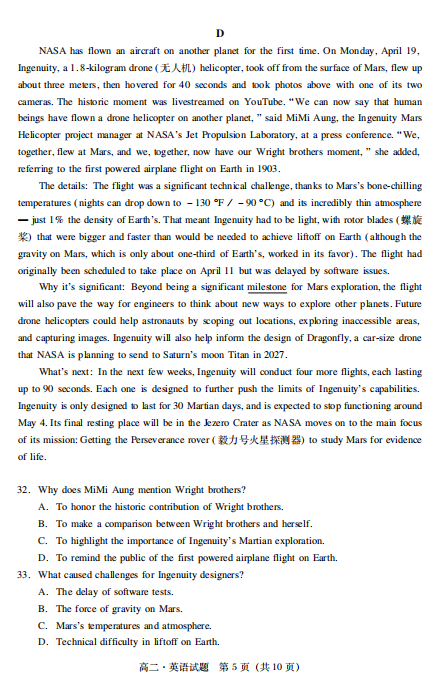 D
NASA has flown an aircraft on another planet for the first time. On Monday, April 19,
Ingenuity, a 1.8-kilogram drone (无人机) helicopter, took off from the surface of Mars, flew up
about three meters, then hovered for 40 seconds and took photos above with one of its two
cameras. The historic moment was livestreamed on YouTube. “We can now say that human
beings have flown a drone helicopter on another planet, ” said MiMi Aung, the Ingenuity Mars
Helicopter project manager at NASA's Jet Propulsion Laboratory, at a press conference. “We,
together, flew at Mars, and we, together, now have our Wright brothers moment, ” she added,
referring to the first powered airplane flight on Earth in 1903.
The details: The flight was a significant technical challenge, thanks to Mars's bone-chilling
temperatures (nights can drop down to －130 ℉ / －90 ℃) and its incredibly thin atmosphere
— just 1% the density of Earth's. That meant Ingenuity had to be light, with rotor blades (螺旋
桨) that were bigger and faster than would be needed to achieve liftoff on Earth (although the
gravity on Mars, which is only about one-third of Earth's, worked in its favor). The flight had
originally been scheduled to take place on April 11 but was delayed by software issues.
Why it's significant: Beyond being a significant milestone for Mars exploration, the flight
will also pave the way for engineers to think about new ways to explore other planets. Future
drone helicopters could help astronauts by scoping out locations, exploring inaccessible areas,
and capturing images. Ingenuity will also help inform the design of Dragonfly, a car-size drone
that NASA is planning to send to Saturn's moon Titan in 2027.
What's next: In the next few weeks, Ingenuity will conduct four more flights, each lasting
up to 90 seconds. Each one is designed to further push the limits of Ingenuity's capabilities.
Ingenuity is only designed to last for 30 Martian days, and is expected to stop functioning around
May 4. Its final resting place will be in the Jezero Crater as NASA moves on to the main focus
of its mission: Getting the Perseverance rover (毅力号火星探测器) to study Mars for evidence
of life.
32. Why does MiMi Aung mention Wright brothers?
A. To honor the historic contribution of Wright brothers.
B. To make a comparison between Wright brothers and herself.
C. To highlight the importance of Ingenuity's Martian exploration.
D. To remind the public of the first powered airplane flight on Earth.
33. What caused challenges for Ingenuity designers?
A. The delay of software tests.
B. The force of gravity on Mars.
C. Mars's temperatures and atmosphere.
D. Technical difficulty in liftoff on Earth.
高二·英语试题 第 5 页（共 10 页）